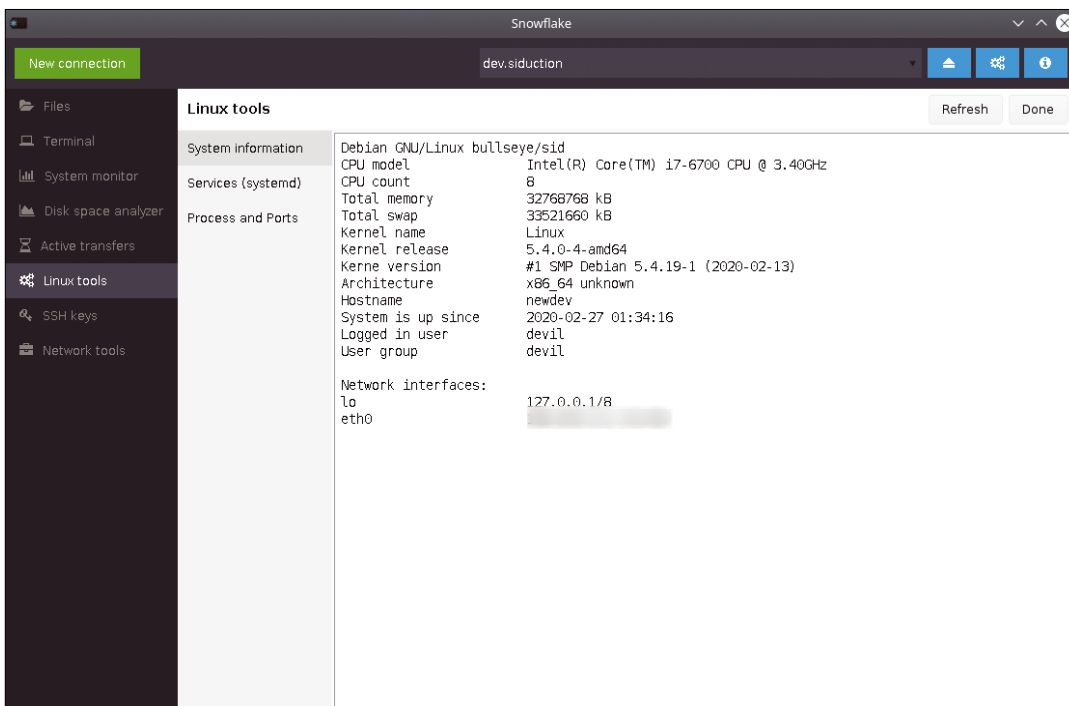 Snowflake
New connection
dev.siduction
Files
Terminal
System monitor
Disk space analyzer
Active transfers
Linux tools
SSH keys
Network tools
Linux tools
Refresh
Done
System information
Services (systemd)
Process and Ports
Debian GNU/Linux bullseye/sid
CPU model Intel(R) Core(TM) i7-6700 CPU @ 3.40GHz
CPU count 8
Total memory 32768768 kB
Total swap 33521660 kB
Kernel name Linux
Kernel release 5.4.0-4-amd64
Kerne version #1 SMP Debian 5.4.19-1 (2020-02-13)
Architecture x86_64 unknown
Hostname newdev
System is up since 2020-02-27 01:34:16
Logged in user devil
User group devil
Network interfaces:
lo 127.0.0.1/8
eth0